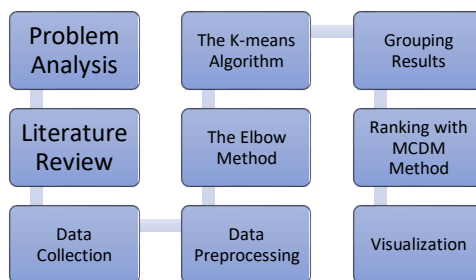 Problem
Analysis
Literature
Review
Data
Collection
Data
Preprocessing
The Elbow
Method
The K-means
Algorithm
Grouping
Results
Ranking with
MCDM
Method
Visualization